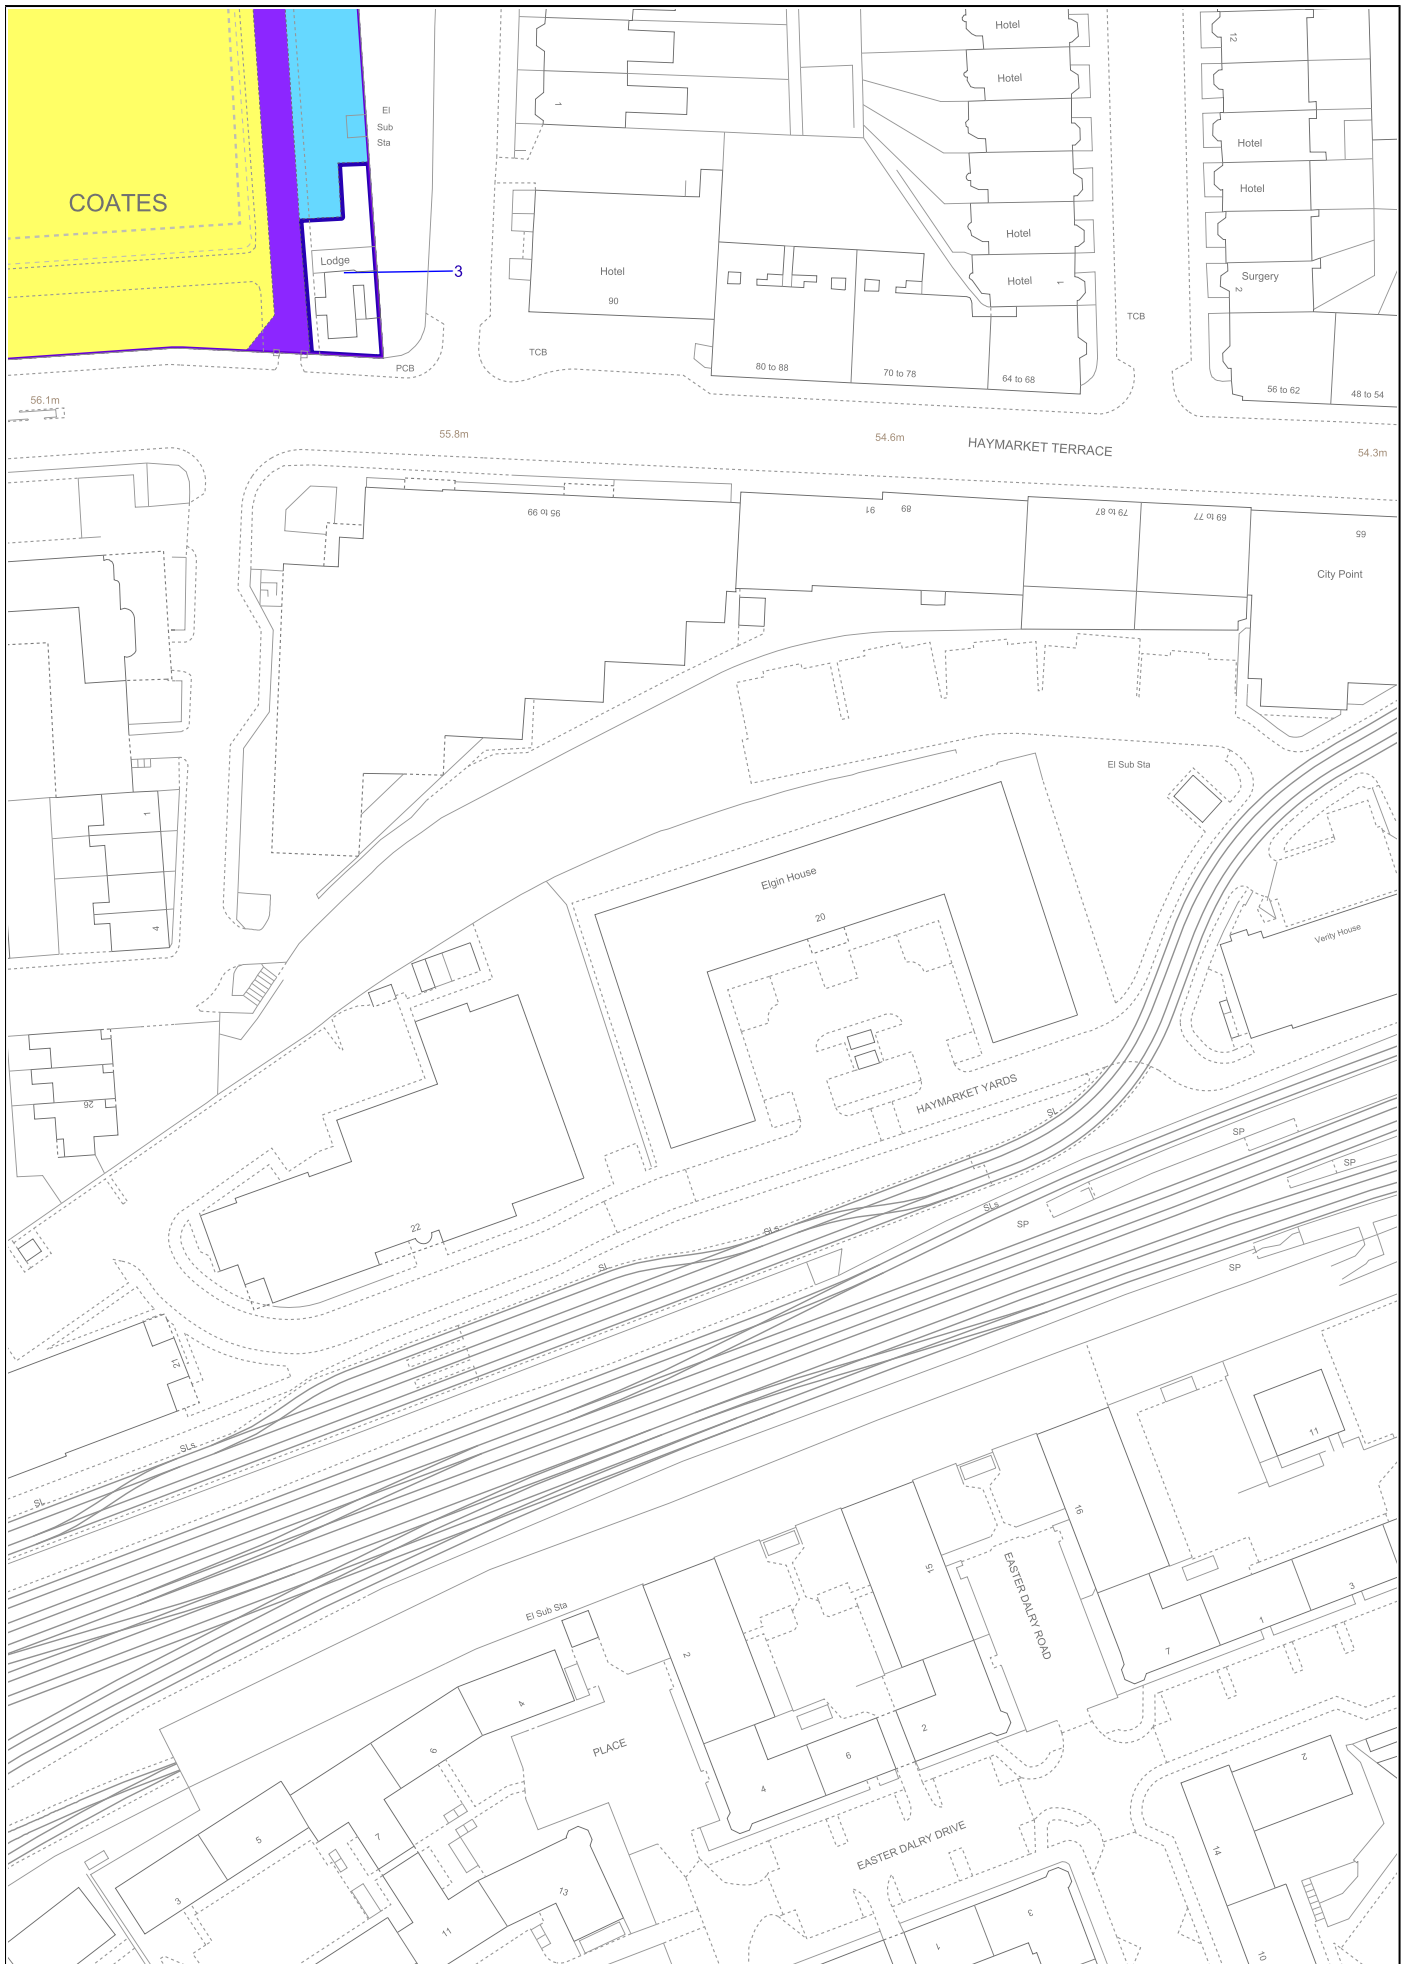 Hotel
12
Hotel
1
El
Sub
Sta
Hotel
Hotel
COATES
Hotel
Lodge
3
Hotel
90
Hotel
1
Surgery
2
TCB
TCB
PCB
80 to 88
70 to 78
64 to 68
56 to 62
48 to 54
56.1m
55.8m
54.6m
HAYMARKET TERRACE
54.3m
95 to 99
91
89
79 to 87
69 to 77
65
City Point
El Sub Sta
1
Elgin House
20
4
Verity House
26
HAYMARKET YARDS
SL
SP
SP
SLs
SP
22
SLs
SL
SP
21
SLs
SL
11
16
15
EASTER DALRY ROAD
El Sub Sta
2
1
3
7
4
6
PLACE
2
6
4
2
5
7
EASTER DALRY DRIVE
14
3
13
11
3
1
10